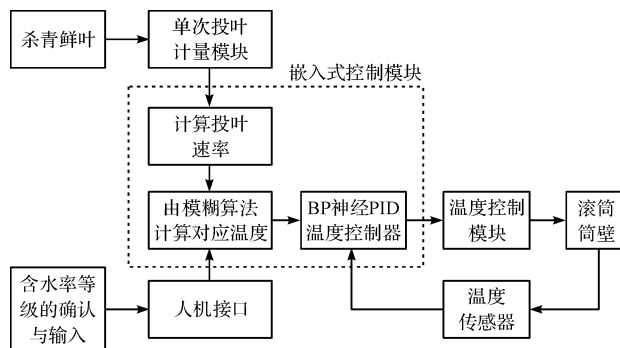 杀青鲜叶
单次投叶
计量模块
嵌入式控制模块
计算投叶
速率
由模糊算法
计算对应温度
BP神经PID
温度控制器
温度控制
模块
滚筒
筒壁
含水率等
级的确认
与输入
人机接口
温度
传感器